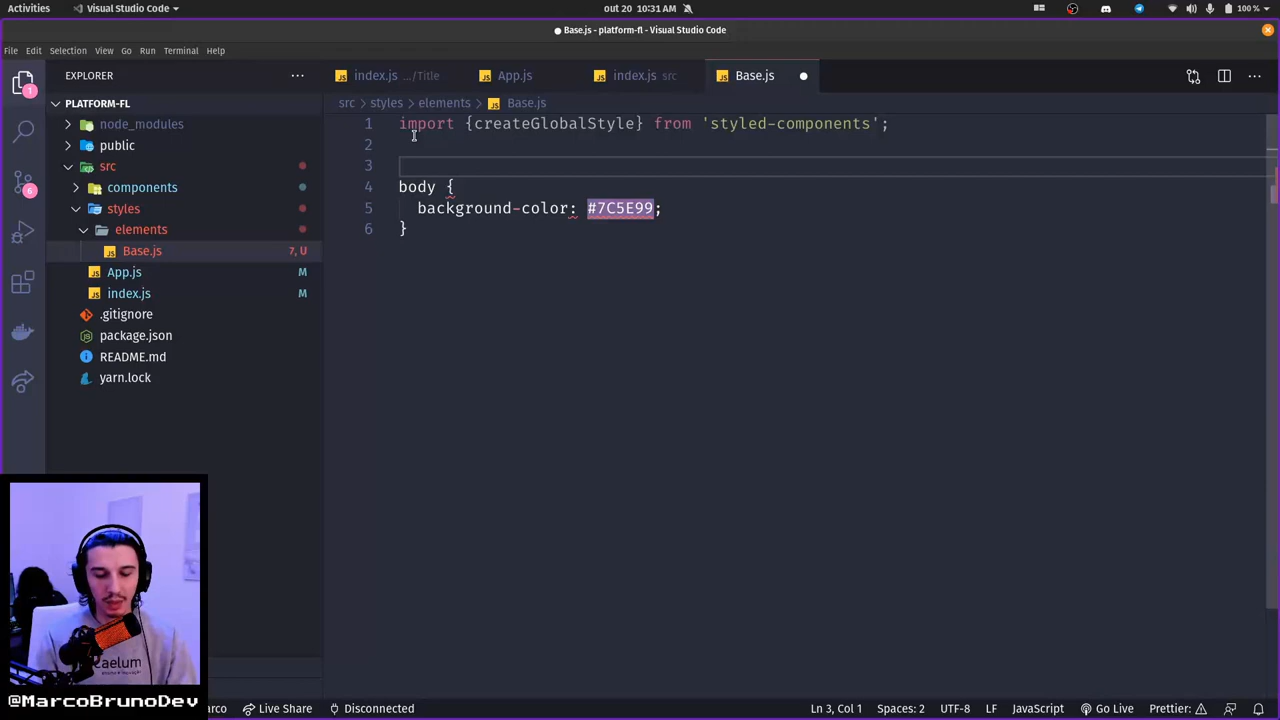 Activities
Visual Studio Code
out 20 10:31 AM
100 %
Base.js - platform-fl - Visual Studio Code
File Edit Selection View Go Run Terminal Help
EXPLORER
index.js .../Title
App.js
index.js src
Base.js
PLATFORM-FL
src > styles > elements > Base.js
node_modules
public
src
components
styles
elements
Base.js 7, U
App.js M
index.js M
.gitignore
package.json
README.md
yarn.lock
1
6
1 import {createGlobalStyle} from 'styled-components';
2
3
4 body {
5 background-color: #7C5E99;
6 }
caelum
@MarcoBrunoDev
arco
Live Share
Disconnected
Ln 3, Col 1
Spaces: 2
UTF-8
LF
JavaScript
Go Live
Prettier: